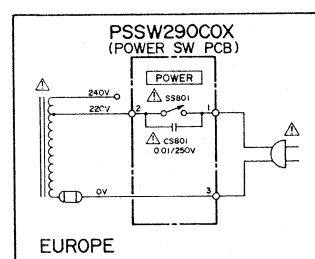 PSSW290C0X
(POWER SW PCB)
POWER
240V
SS801
220V
2
1
CS801
0.01/250V
0V
3
EUROPE